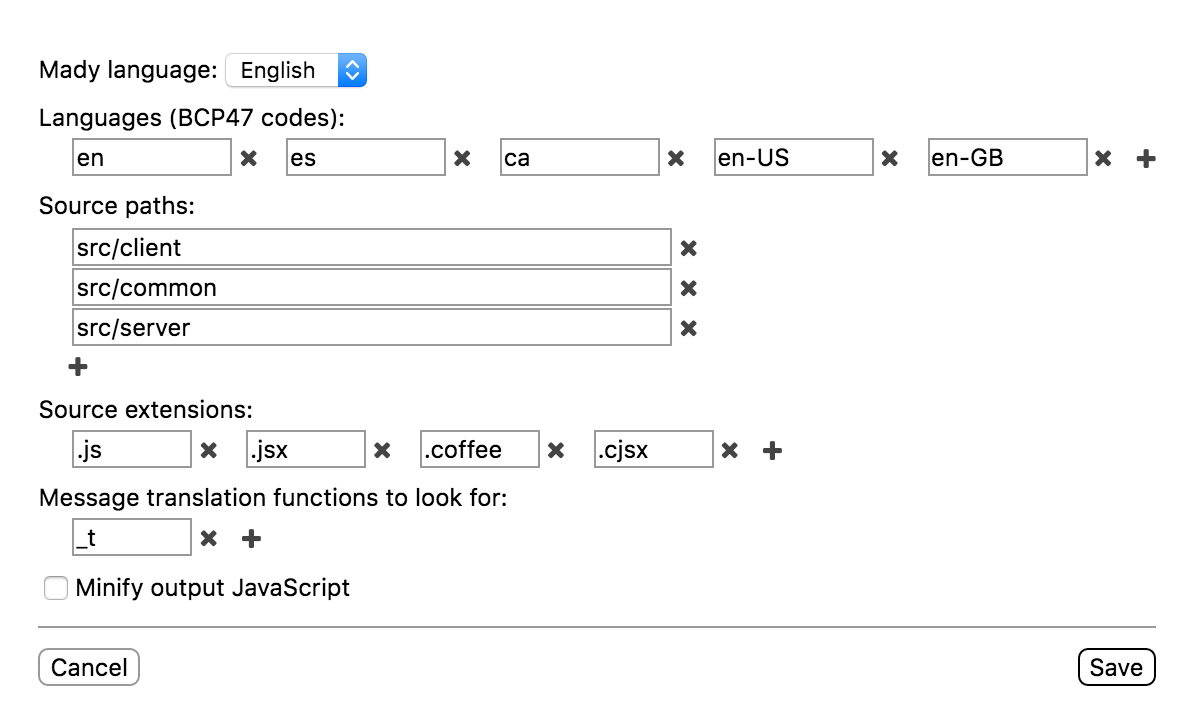 Mady language: English
Languages (BCP47 codes):
en es ca en-US en-GB
Source paths:
src/client
src/common
src/server
Source extensions:
.js .jsx .coffee .cjsx
Message translation functions to look for:
_t
Minify output JavaScript
Cancel Save